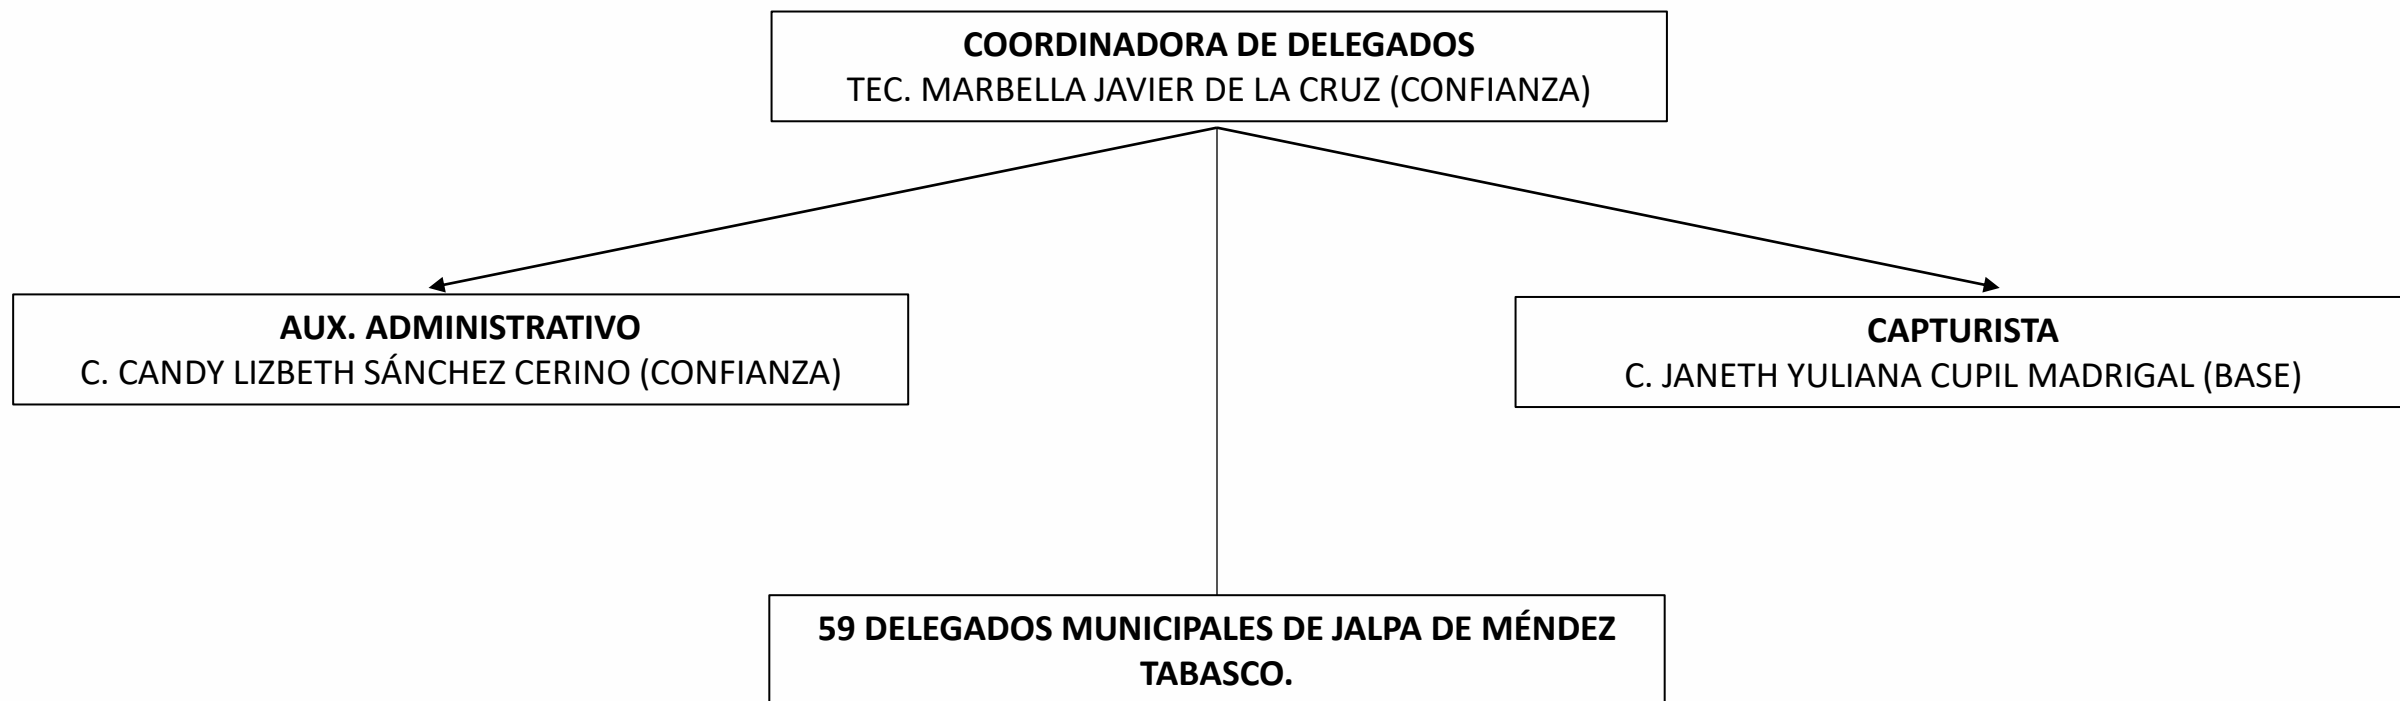 COORDINADORA DE DELEGADOS
TEC. MARBELLA JAVIER DE LA CRUZ (CONFIANZA)
AUX. ADMINISTRATIVO
C. CANDY LIZBETH SÁNCHEZ CERINO (CONFIANZA)
CAPTURISTA
C. JANETH YULIANA CUPIL MADRIGAL (BASE)
59 DELEGADOS MUNICIPALES DE JALPA DE MÉNDEZ
TABASCO.